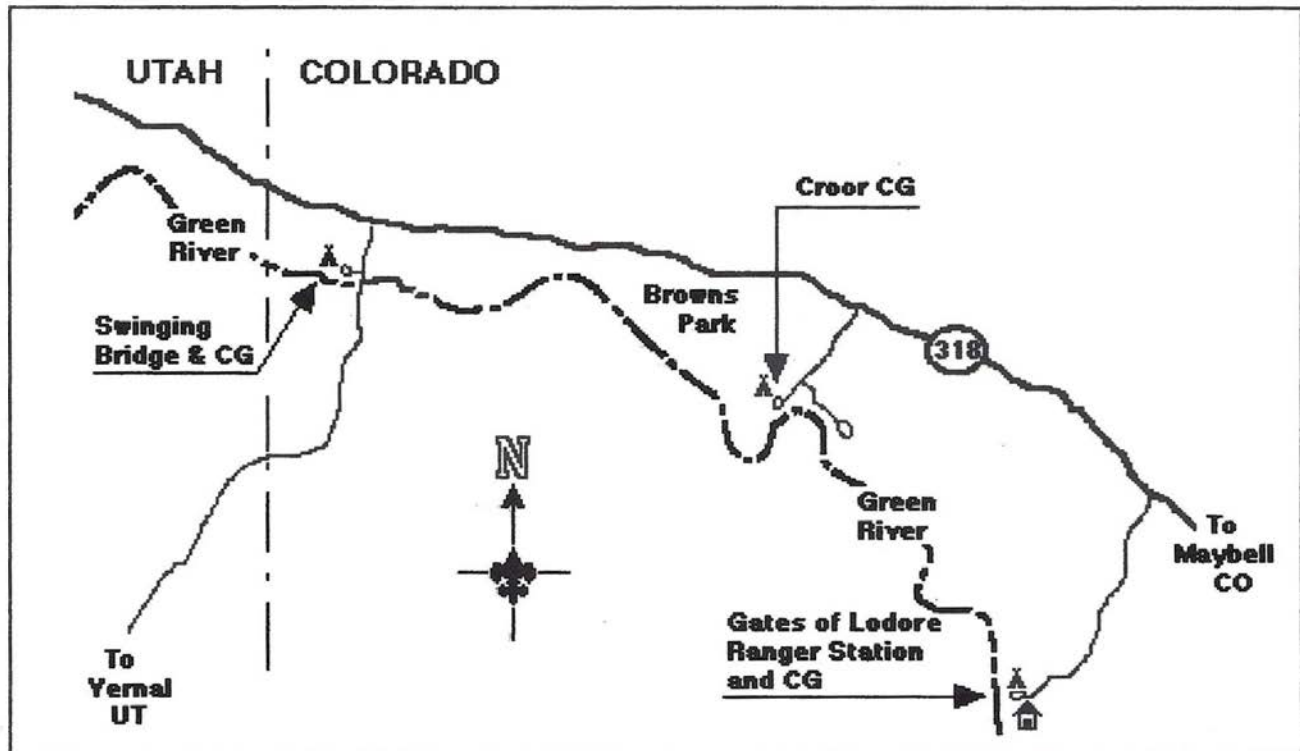 UTAH
COLORADO
Green
River
Swinging
Bridge & CG
Croor CG
Browns
Park
318
N
Green
River
To
Maybell
CO
Gates of Lodore
Ranger Station
and CG
To
Yernal
UT